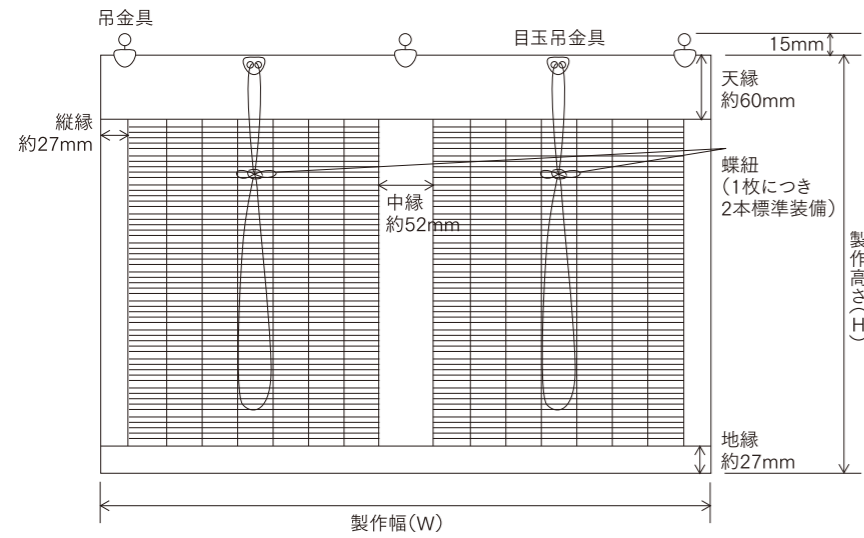 吊金具
目玉吊金具
15mm
天縁
約60mm
縦縁
約27mm
蝶紐
(1枚につき
2本標準装備)
中縁
約52mm
製作高さ(H)
地縁
約27mm
製作幅(W)